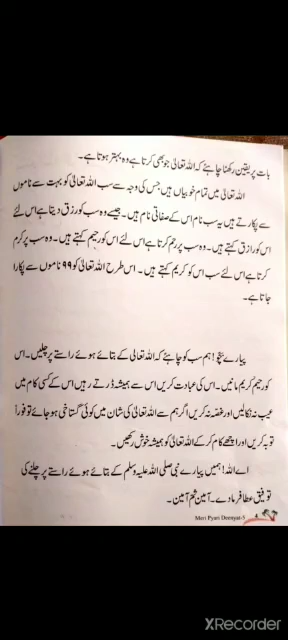 بات پر یقین رکھنا چاہئے کہ اللہ تعالیٰ جو بھی کرتا ہے وہ بہتر ہوتا ہے۔
اللہ تعالیٰ میں تمام خوبیاں ہیں جس کی وجہ سے سب اللہ تعالیٰ کو بہت سے ناموں
سے پکارتے ہیں یہ سب نام اس کے صفاتی نام ہیں۔ جیسے وہ سب کو رزق دیتا ہے اس لئے
اس کو رازق کہتے ہیں۔ وہ سب پر رحم کرتا ہے اس لئے اس کو رحیم کہتے ہیں۔ وہ سب پر کرم
کرتا ہے اس لئے سب اس کو کریم کہتے ہیں۔ اس طرح اللہ تعالیٰ کو ۹۹ ناموں سے پکارا
جاتا ہے۔
پیارے بچو! ہم سب کو چاہئے کہ اللہ تعالیٰ کے بتائے ہوئے راستے پر چلیں۔ اس
کو رحیم کریم مانیں۔ اس کی عبادت کریں اس سے ہمیشہ ڈرتے رہیں اس کے کسی کام میں
عیب نہ نکالیں اور غصہ نہ کریں اگر ہم سے اللہ تعالیٰ کی شان میں کوئی گستاخی ہو جائے تو فوراً
توبہ کریں اور اچھے کام کر کے اللہ تعالیٰ کو ہمیشہ خوش رکھیں۔
اے اللہ! ہمیں پیارے نبی صلی اللہ علیہ وسلم کے بتائے ہوئے راستے پر چلنے کی
توفیق عطا فرما دے۔ آمین ثم آمین۔
Meri Pyari Deeniyat-5
4
XRecorder